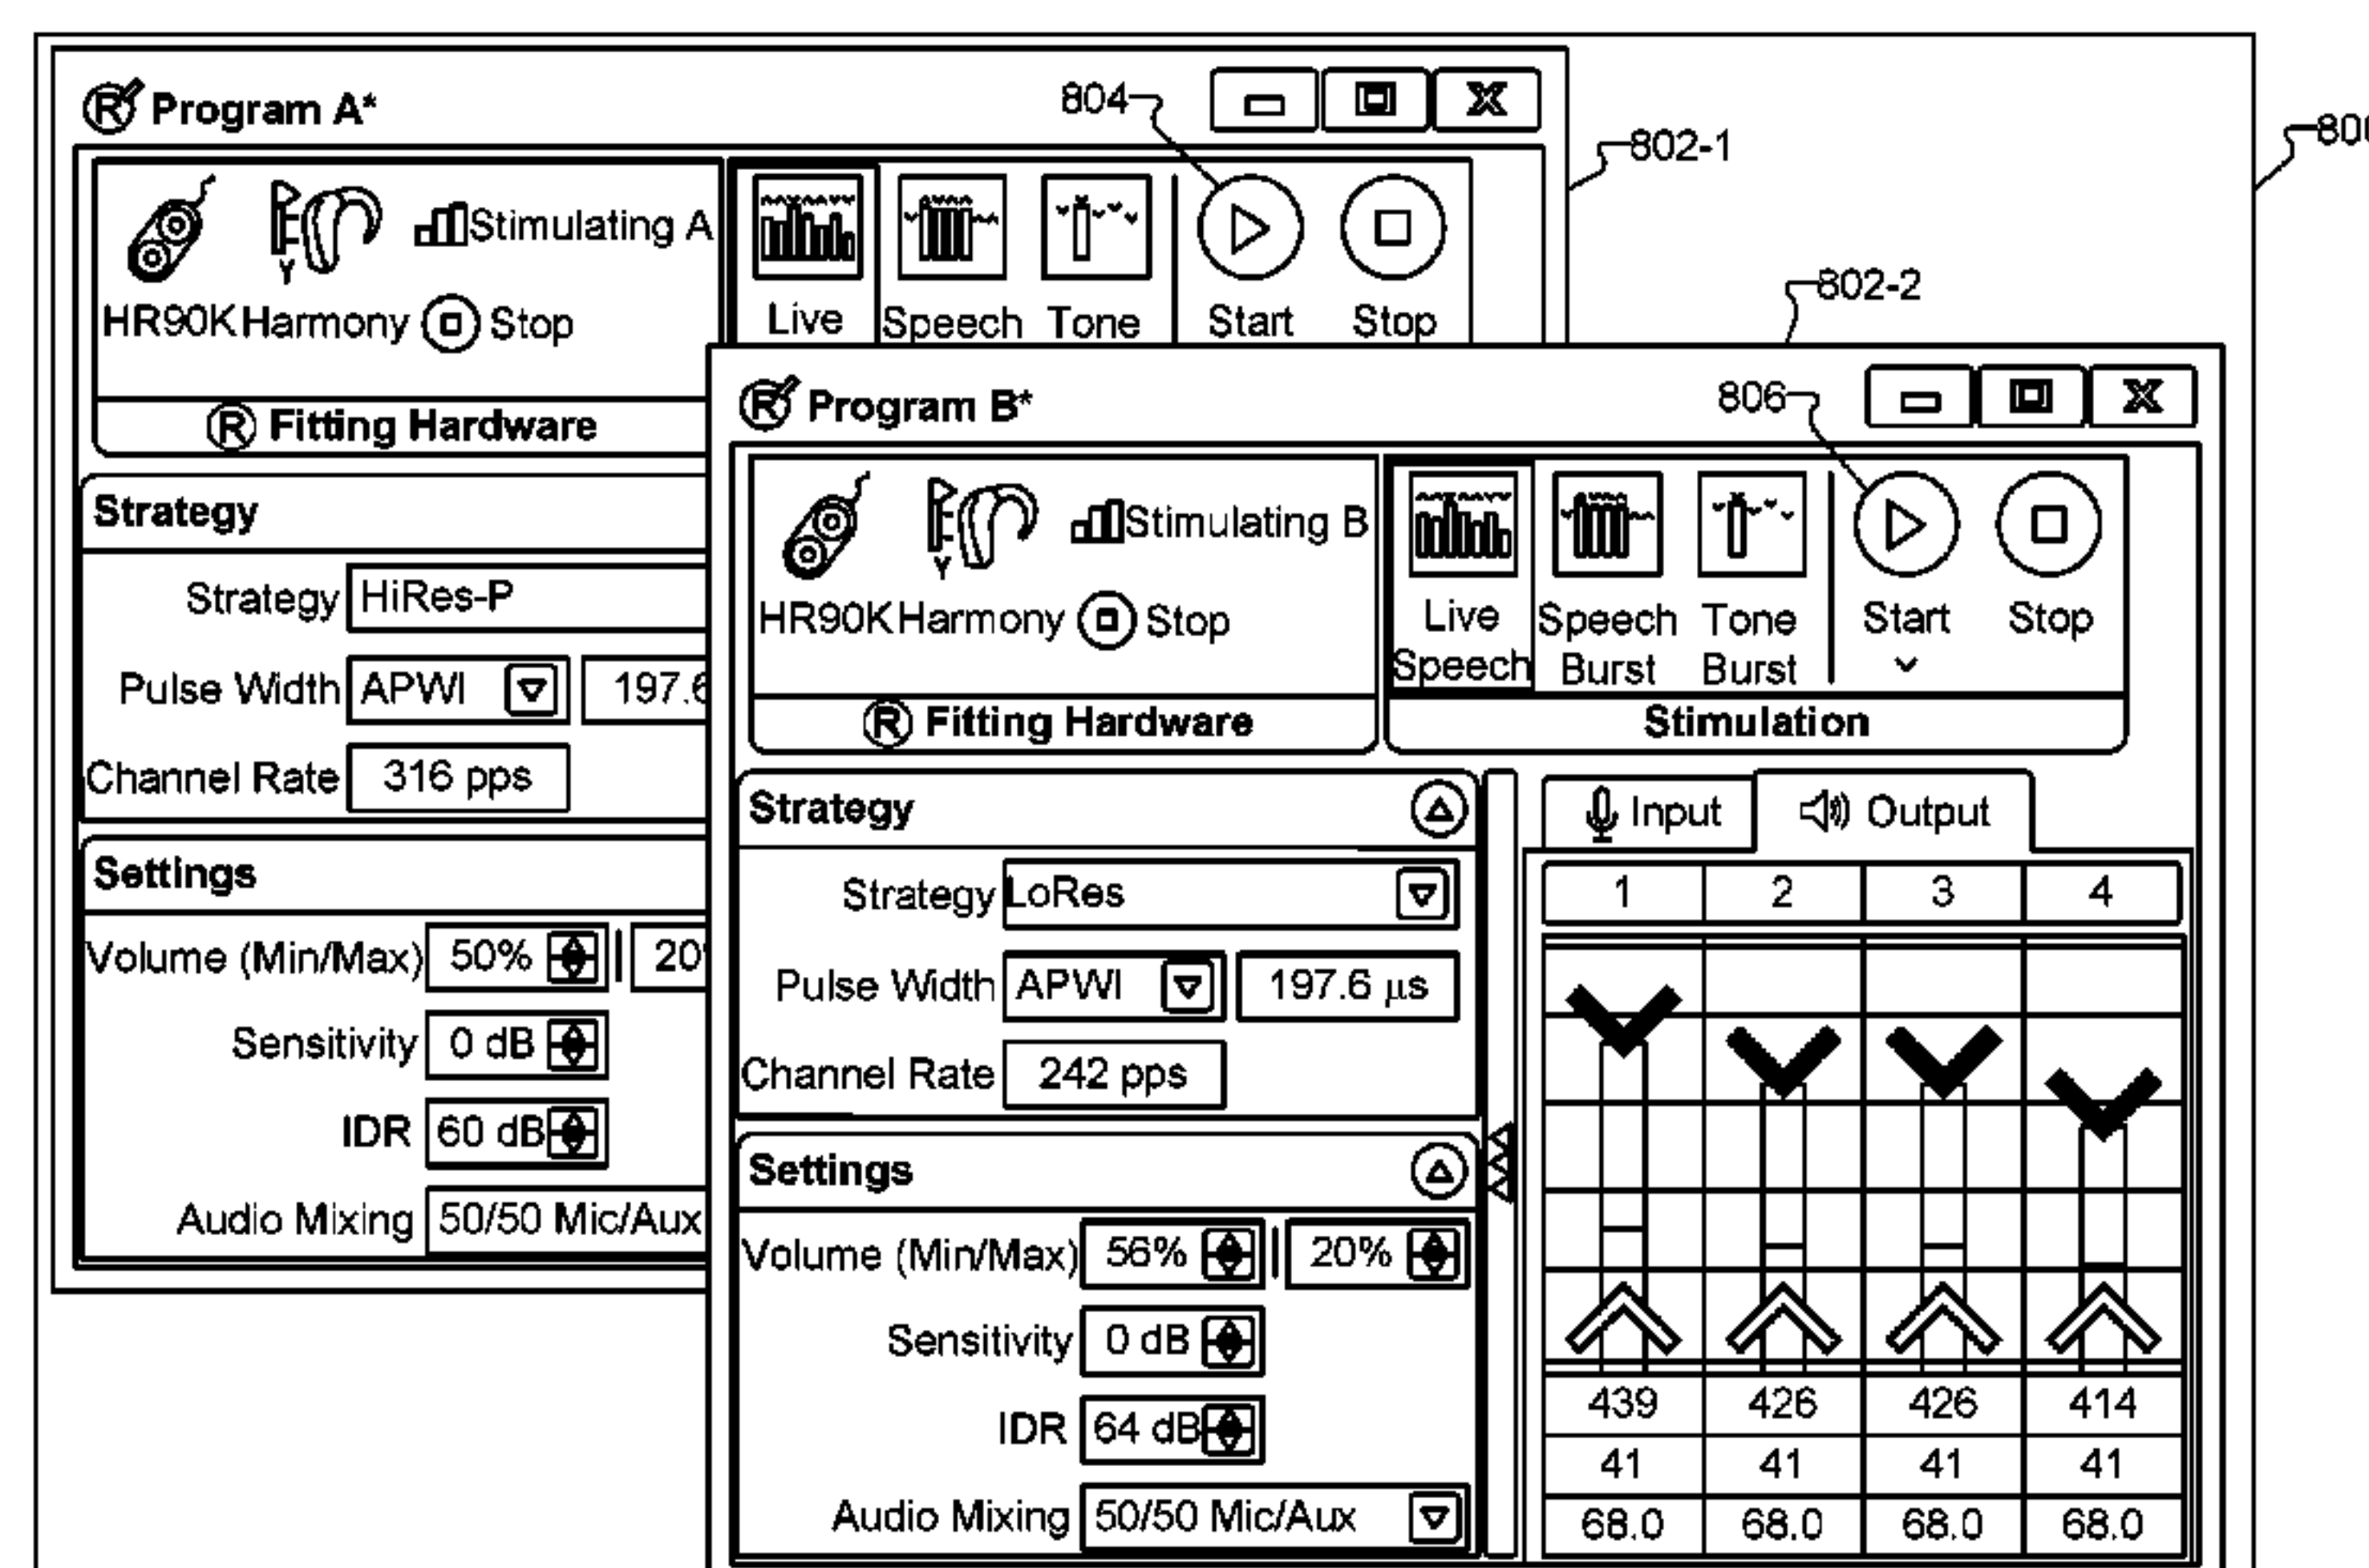 Program A*
804
802-1
Stimulating A
HR90K Harmony Stop
Live Speech Tone Start Stop
802-2
R Fitting Hardware
Strategy
Strategy HiRes-P
Pulse Width APWI 197.6
Channel Rate 316 pps
Settings
Volume (Min/Max) 50% | 20
Sensitivity 0 dB
IDR 60 dB
Audio Mixing 50/50 Mic/Aux
Program B*
806
Stimulating B
HR90K Harmony Stop
Live Speech
Speech Burst
Tone Burst
Start
Stop
R Fitting Hardware
Stimulation
Strategy
Strategy LoRes
Pulse Width APWI 197.6 µs
Channel Rate 242 pps
Settings
Volume (Min/Max) 56% | 20%
Sensitivity 0 dB
IDR 64 dB
Audio Mixing 50/50 Mic/Aux
Input Output
1 2 3 4
439 426 426 414
41 41 41 41
68.0 68.0 68.0 68.0